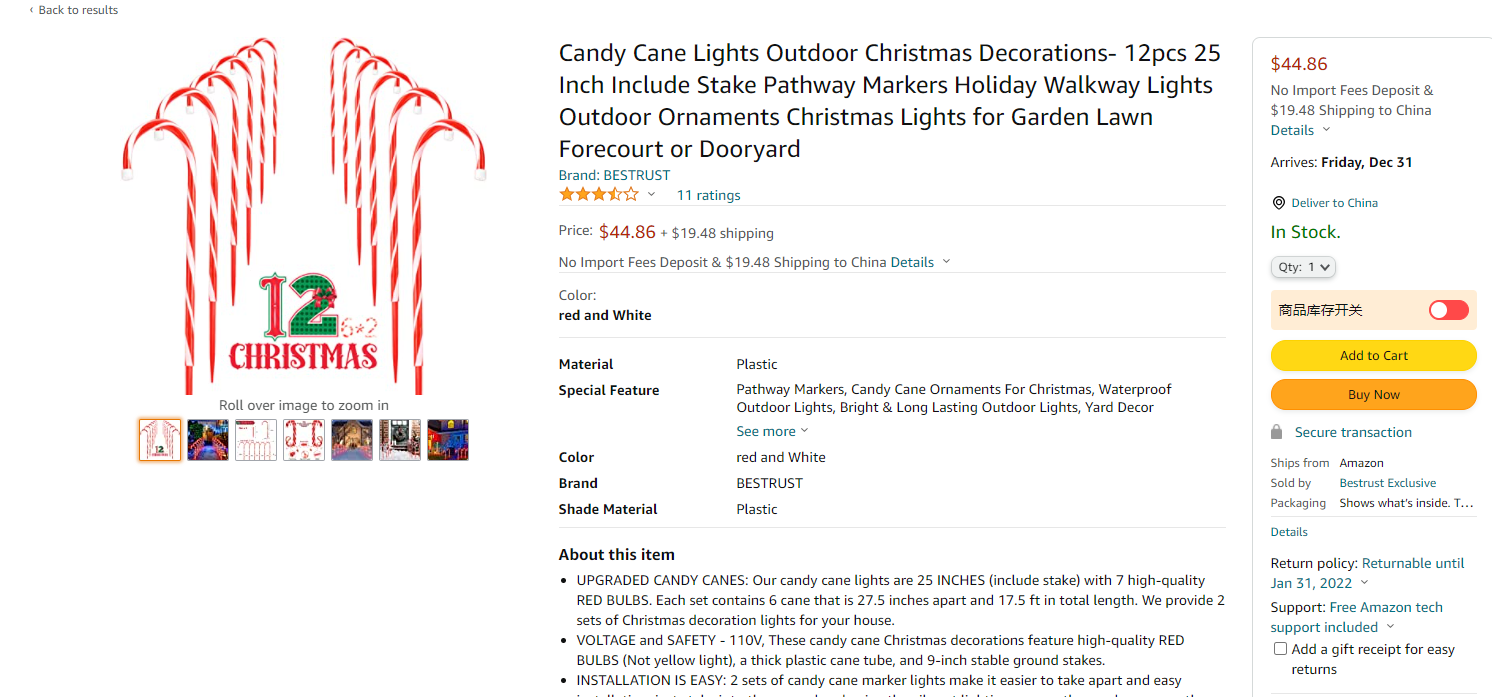 ‹ Back to results
12
6*2
CHRISTMAS
Roll over image to zoom in
Candy Cane Lights Outdoor Christmas Decorations- 12pcs 25
Inch Include Stake Pathway Markers Holiday Walkway Lights
Outdoor Ornaments Christmas Lights for Garden Lawn
Forecourt or Dooryard
Brand: BESTRUST
11 ratings
Price: $44.86 + $19.48 shipping
No Import Fees Deposit & $19.48 Shipping to China Details
Color:
red and White
Material Plastic
Special Feature Pathway Markers, Candy Cane Ornaments For Christmas, Waterproof
Outdoor Lights, Bright & Long Lasting Outdoor Lights, Yard Decor
See more
Color red and White
Brand BESTRUST
Shade Material Plastic
About this item
• UPGRADED CANDY CANES: Our candy cane lights are 25 INCHES (include stake) with 7 high-quality
RED BULBS. Each set contains 6 cane that is 27.5 inches apart and 17.5 ft in total length. We provide 2
sets of Christmas decoration lights for your house.
• VOLTAGE and SAFETY - 110V, These candy cane Christmas decorations feature high-quality RED
BULBS (Not yellow light), a thick plastic cane tube, and 9-inch stable ground stakes.
• INSTALLATION IS EASY: 2 sets of candy cane marker lights make it easier to take apart and easy
$44.86
No Import Fees Deposit &
$19.48 Shipping to China
Details
Arrives: Friday, Dec 31
Deliver to China
In Stock.
Qty: 1
商品库存开关
Add to Cart
Buy Now
Secure transaction
Ships from Amazon
Sold by Bestrust Exclusive
Packaging Shows what's inside. T…
Details
Return policy: Returnable until
Jan 31, 2022
Support: Free Amazon tech
support included
Add a gift receipt for easy
returns